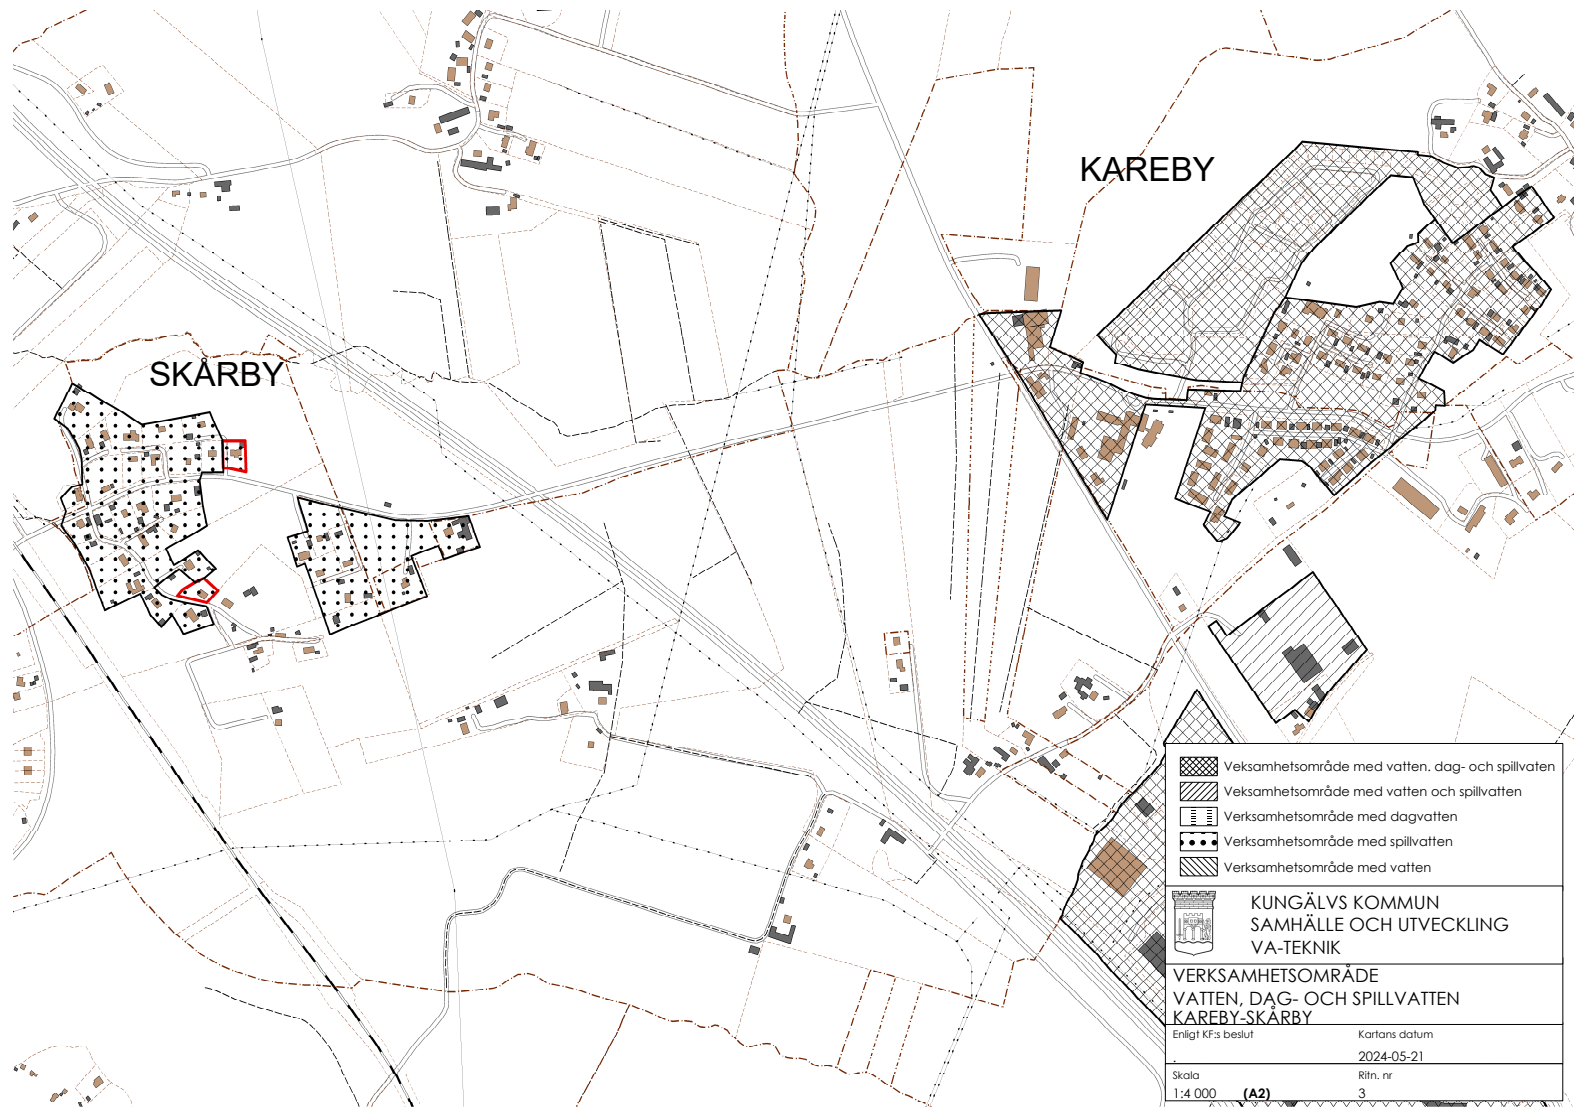 KAREBY
SKÅRBY
Veksamhetsområde med vatten. dag- och spillvaten
Veksamhetsområde med vatten och spillvatten
Verksamhetsområde med dagvatten
Verksamhetsområde med spillvatten
Verksamhetsområde med vatten
KUNGÄLVS KOMMUN
SAMHÄLLE OCH UTVECKLING
VA-TEKNIK
VERKSAMHETSOMRÅDE
VATTEN, DAG- OCH SPILLVATTEN
KAREBY-SKÅRBY
Enligt KF:s beslut Kartans datum
. 2024-05-21
Skala Ritn. nr
1:4 000 (A2) 3